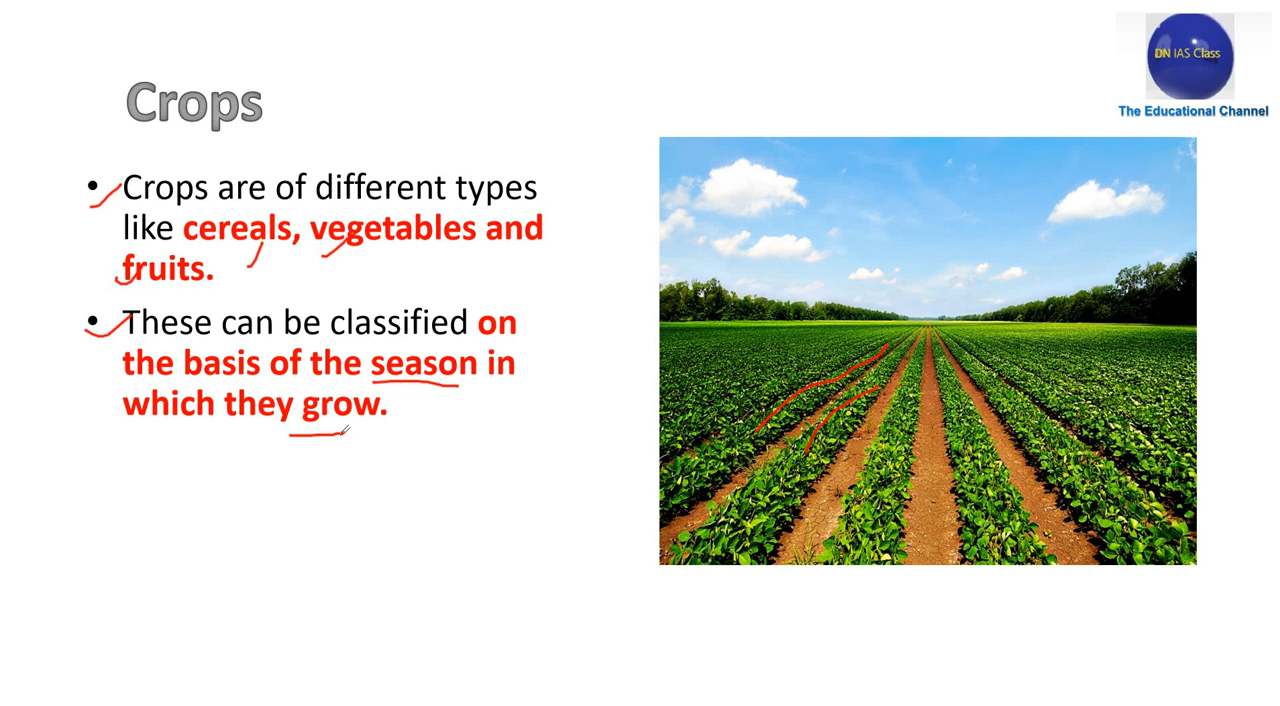 DN IAS Class
The Educational Channel
Crops
• Crops are of different types
like cereals, vegetables and
fruits.
• These can be classified on
the basis of the season in
which they grow.